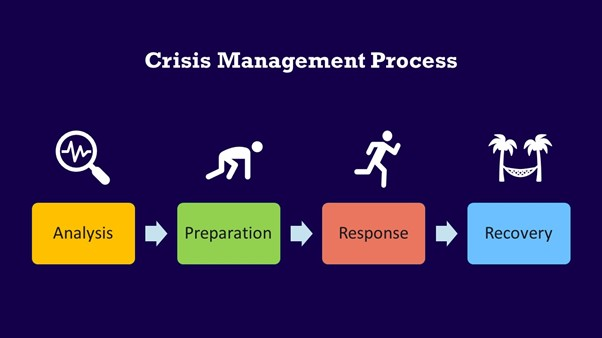 Crisis Management Process
Analysis
Preparation
Response
Recovery